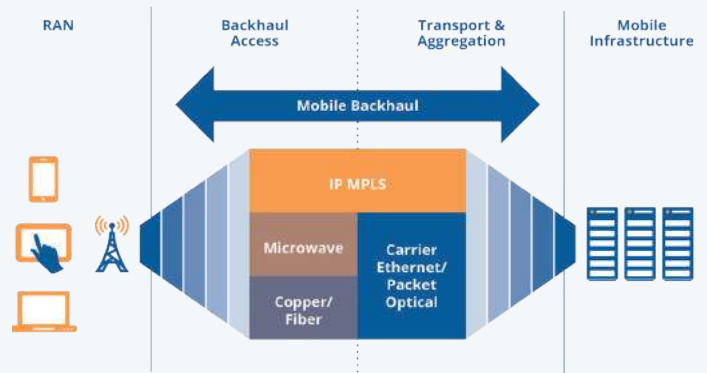 RAN
Backhaul
Access
Transport &
Aggregation
Mobile
Infrastructure
Mobile Backhaul
IP MPLS
Microwave
Carrier
Ethernet/
Packet
Optical
Copper/
Fiber